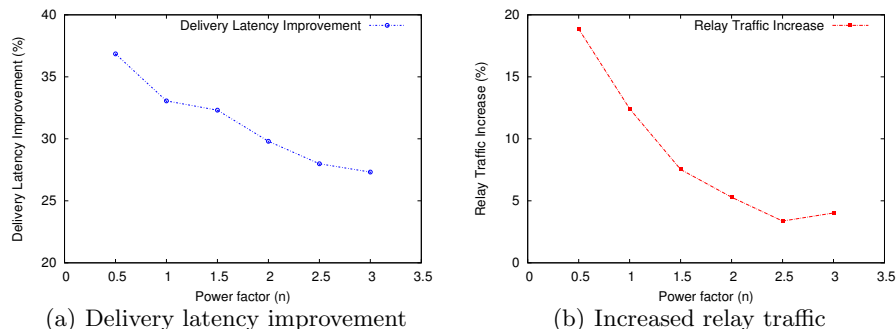 40
35
30
25
20
Delivery Latency Improvement (%)
Delivery Latency Improvement
0 0.5 1 1.5 2 2.5 3 3.5
Power factor (n)
(a) Delivery latency improvement
20
15
10
5
0
Relay Traffic Increase (%)
Relay Traffic Increase
0 0.5 1 1.5 2 2.5 3 3.5
Power factor (n)
(b) Increased relay traffic